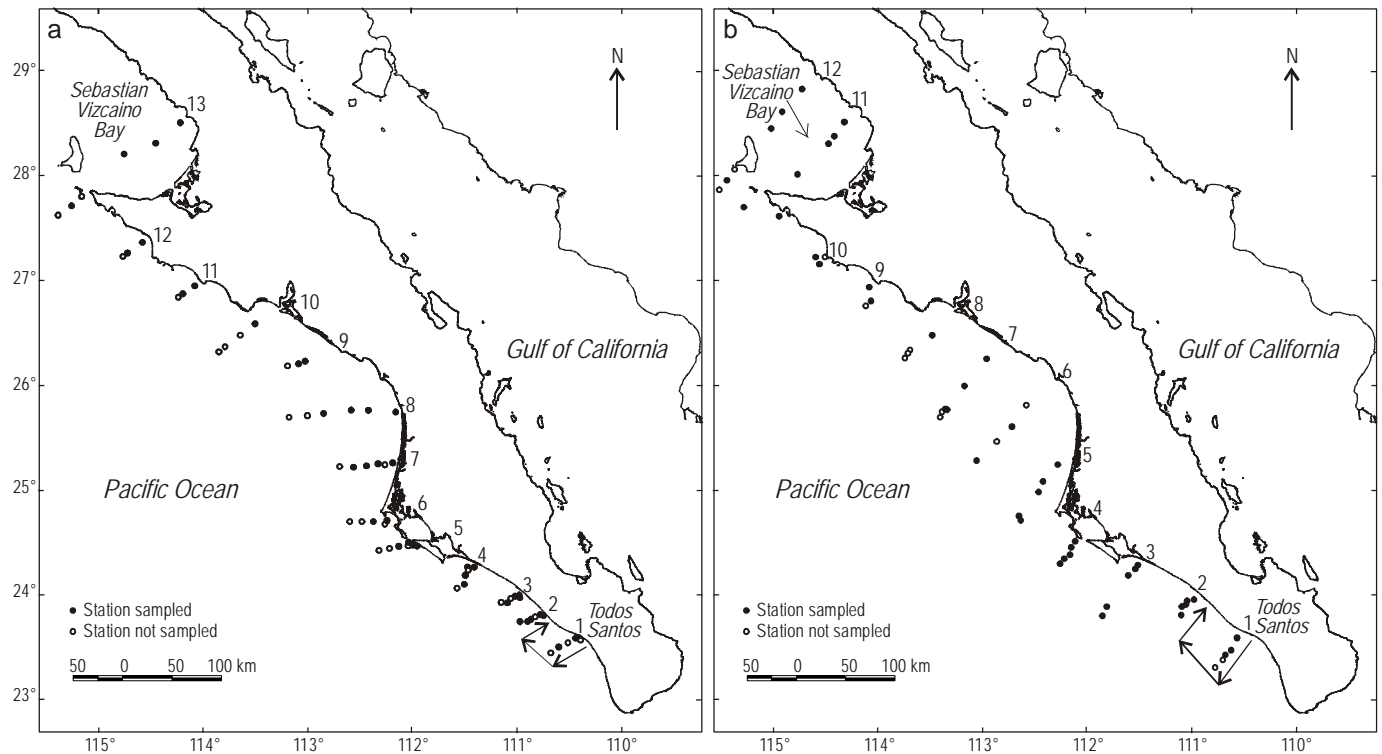 a
N
29°
Sebastian
Vizcaino
Bay
13
28°
12
27°
11
10
9
Gulf of California
26°
8
7
25°
Pacific Ocean
6
5
4
24°
3
2
1
Todos
Santos
Station sampled
Station not sampled
50 0 50 100 km
23°
115° 114° 113° 112° 111° 110°
b
N
12
Sebastian
Vizcaino
Bay
11
10
9
8
7
Gulf of California
6
5
Pacific Ocean
4
3
2
1
Todos
Santos
Station sampled
Station not sampled
50 0 50 100 km
115° 114° 113° 112° 111° 110°